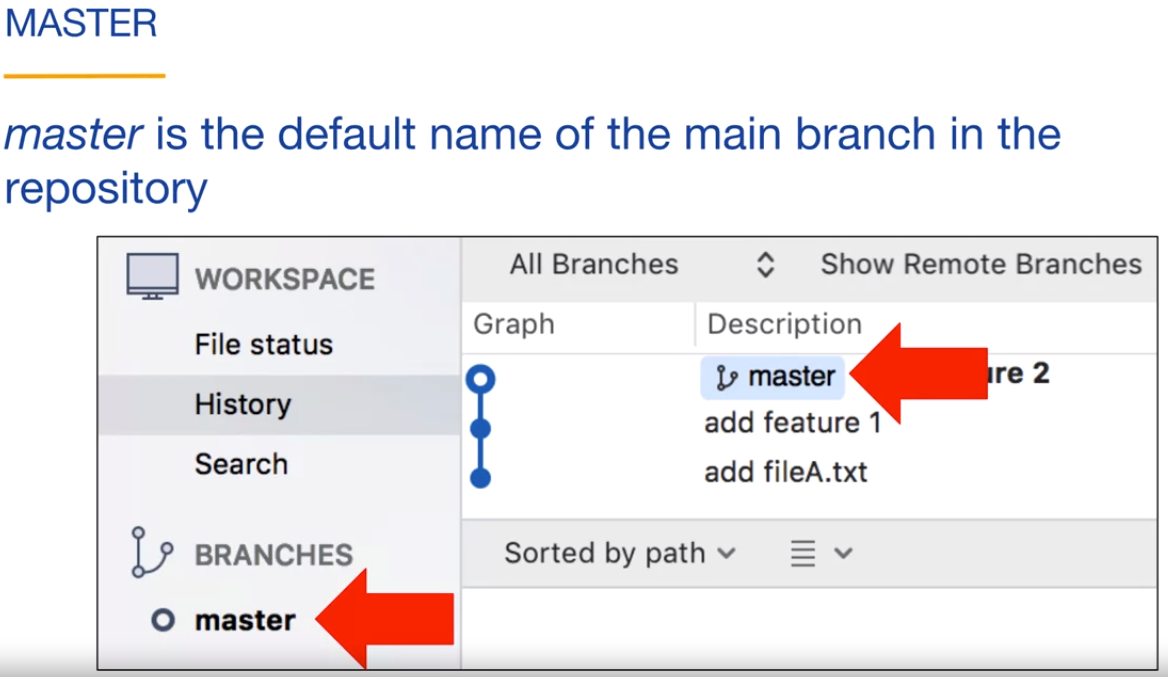 MASTER
master is the default name of the main branch in the
repository
WORKSPACE
File status
History
Search
BRANCHES
master
All Branches
Show Remote Branches
Graph
Description
master
2
add feature 1
add fileA.txt
Sorted by path